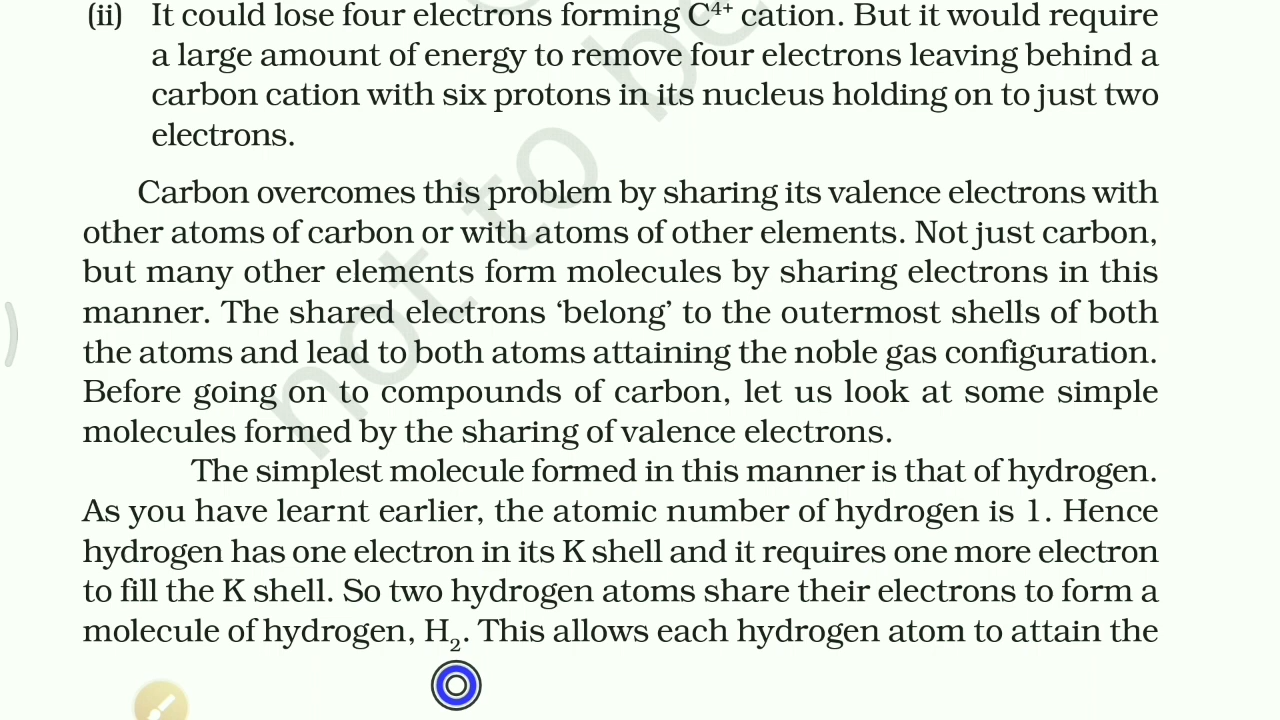 (ii) It could lose four electrons forming C⁴⁺ cation. But it would require
a large amount of energy to remove four electrons leaving behind a
carbon cation with six protons in its nucleus holding on to just two
electrons.
Carbon overcomes this problem by sharing its valence electrons with
other atoms of carbon or with atoms of other elements. Not just carbon,
but many other elements form molecules by sharing electrons in this
manner. The shared electrons ‘belong’ to the outermost shells of both
the atoms and lead to both atoms attaining the noble gas configuration.
Before going on to compounds of carbon, let us look at some simple
molecules formed by the sharing of valence electrons.
The simplest molecule formed in this manner is that of hydrogen.
As you have learnt earlier, the atomic number of hydrogen is 1. Hence
hydrogen has one electron in its K shell and it requires one more electron
to fill the K shell. So two hydrogen atoms share their electrons to form a
molecule of hydrogen, H₂. This allows each hydrogen atom to attain the
not to be